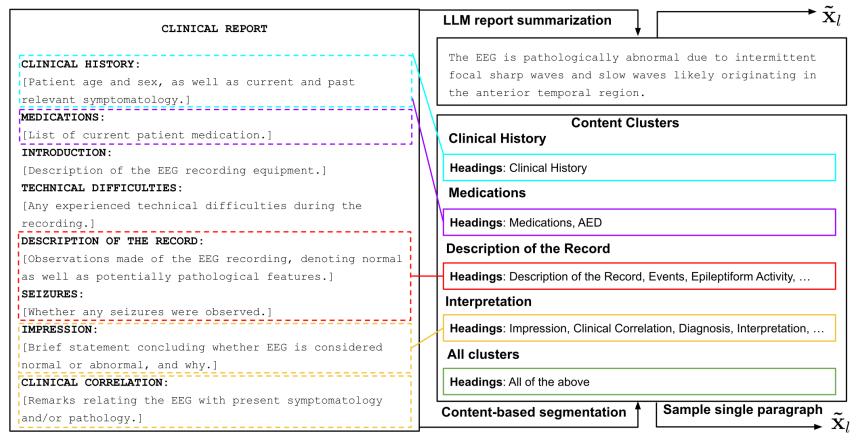 CLINICAL REPORT
CLINICAL HISTORY:
[Patient age and sex, as well as current and past
relevant symptomatology.]
MEDICATIONS:
[List of current patient medication.]
INTRODUCTION:
[Description of the EEG recording equipment.]
TECHNICAL DIFFICULTIES:
[Any experienced technical difficulties during the
recording.]
DESCRIPTION OF THE RECORD:
[Observations made of the EEG recording, denoting normal
as well as potentially pathological features.]
SEIZURES:
[Whether any seizures were observed.]
IMPRESSION:
[Brief statement concluding whether EEG is considered
normal or abnormal, and why.]
CLINICAL CORRELATION:
[Remarks relating the EEG with present symptomatology
and/or pathology.]
LLM report summarization
x̃_l
The EEG is pathologically abnormal due to intermittent
focal sharp waves and slow waves likely originating in
the anterior temporal region.
Content Clusters
Clinical History
Headings: Clinical History
Medications
Headings: Medications, AED
Description of the Record
Headings: Description of the Record, Events, Epileptiform Activity, …
Interpretation
Headings: Impression, Clinical Correlation, Diagnosis, Interpretation, …
All clusters
Headings: All of the above
Content-based segmentation
Sample single paragraph
x̃_l